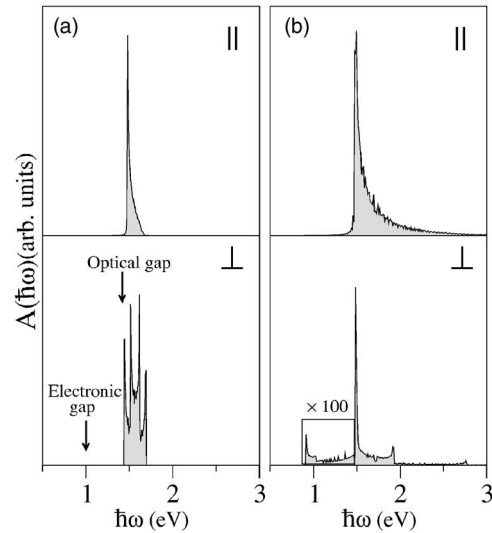 (a)
||
(b)
||
A(ħω)(arb. units)
Optical gap
⊥
Electronic
gap
⊥
× 100
1 2 3
1 2 3
ħω (eV)
ħω (eV)